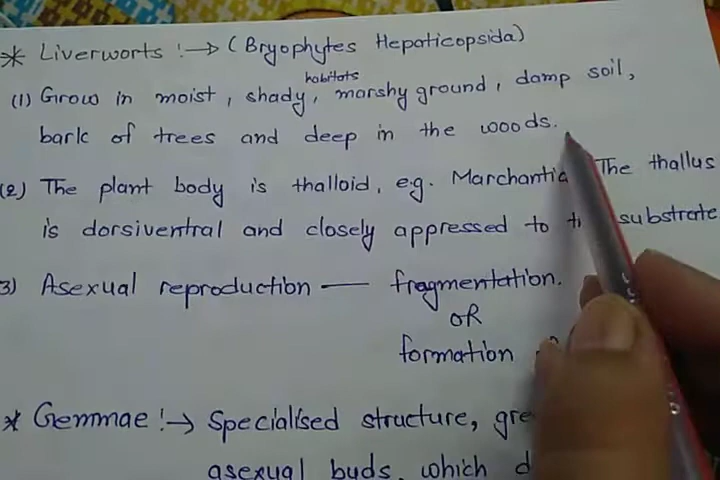 * Liverworts :→ (Bryophytes Hepaticopsida)
(1) Grow in moist, shady habitats, marshy ground, damp soil,
bark of trees and deep in the woods.
(2) The plant body is thalloid, e.g. Marchantia The thallus
is dorsiventral and closely appressed to substrate
3) Asexual reproduction — fragmentation.
OR
formation
* Gemmae :→ Specialised structure,
asexual buds, which